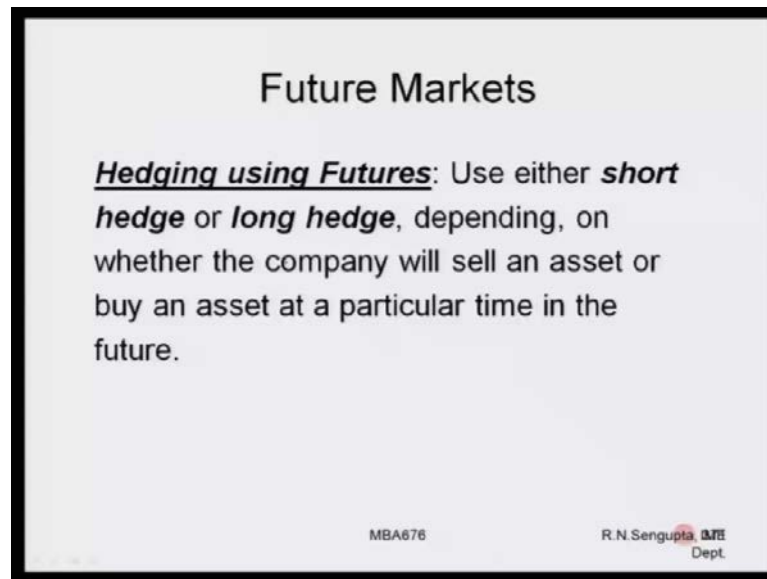 Future Markets
Hedging using Futures: Use either short
hedge or long hedge, depending, on
whether the company will sell an asset or
buy an asset at a particular time in the
future.
MBA676
R.N.Sengupta,
Dept.